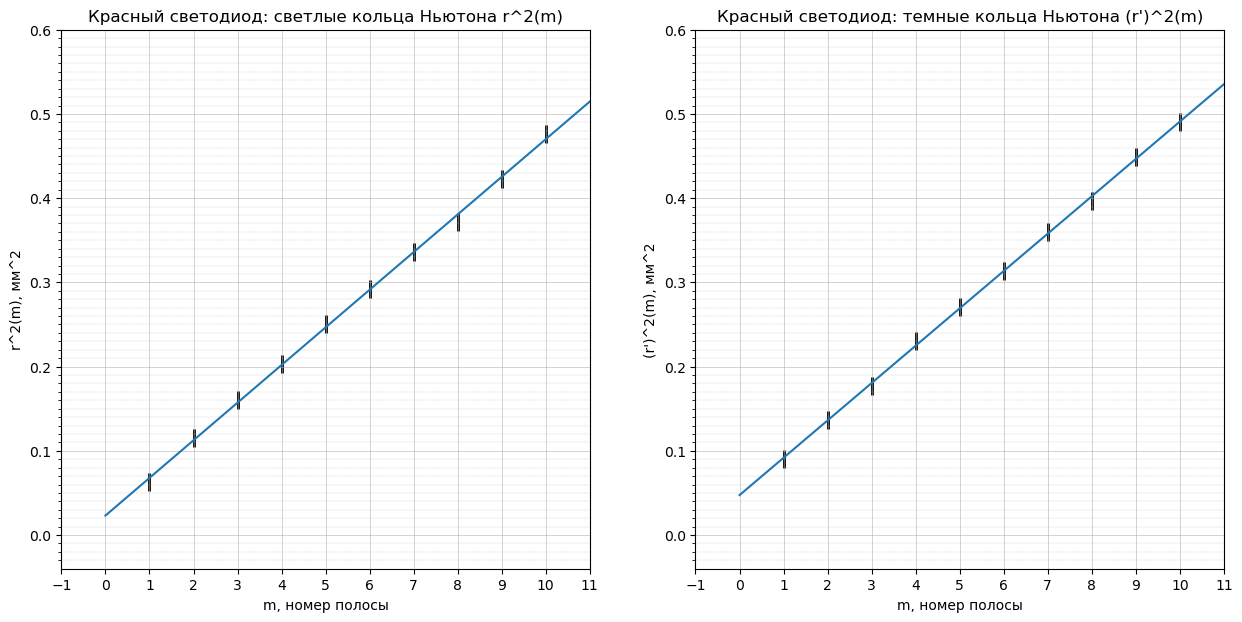 Красный светодиод: светлые кольца Ньютона r^2(m)
r^2(m), мм^2
0.6
0.5
0.4
0.3
0.2
0.1
0.0
−1 0 1 2 3 4 5 6 7 8 9 10 11
m, номер полосы
Красный светодиод: темные кольца Ньютона (r')^2(m)
(r')^2(m), мм^2
0.6
0.5
0.4
0.3
0.2
0.1
0.0
−1 0 1 2 3 4 5 6 7 8 9 10 11
m, номер полосы